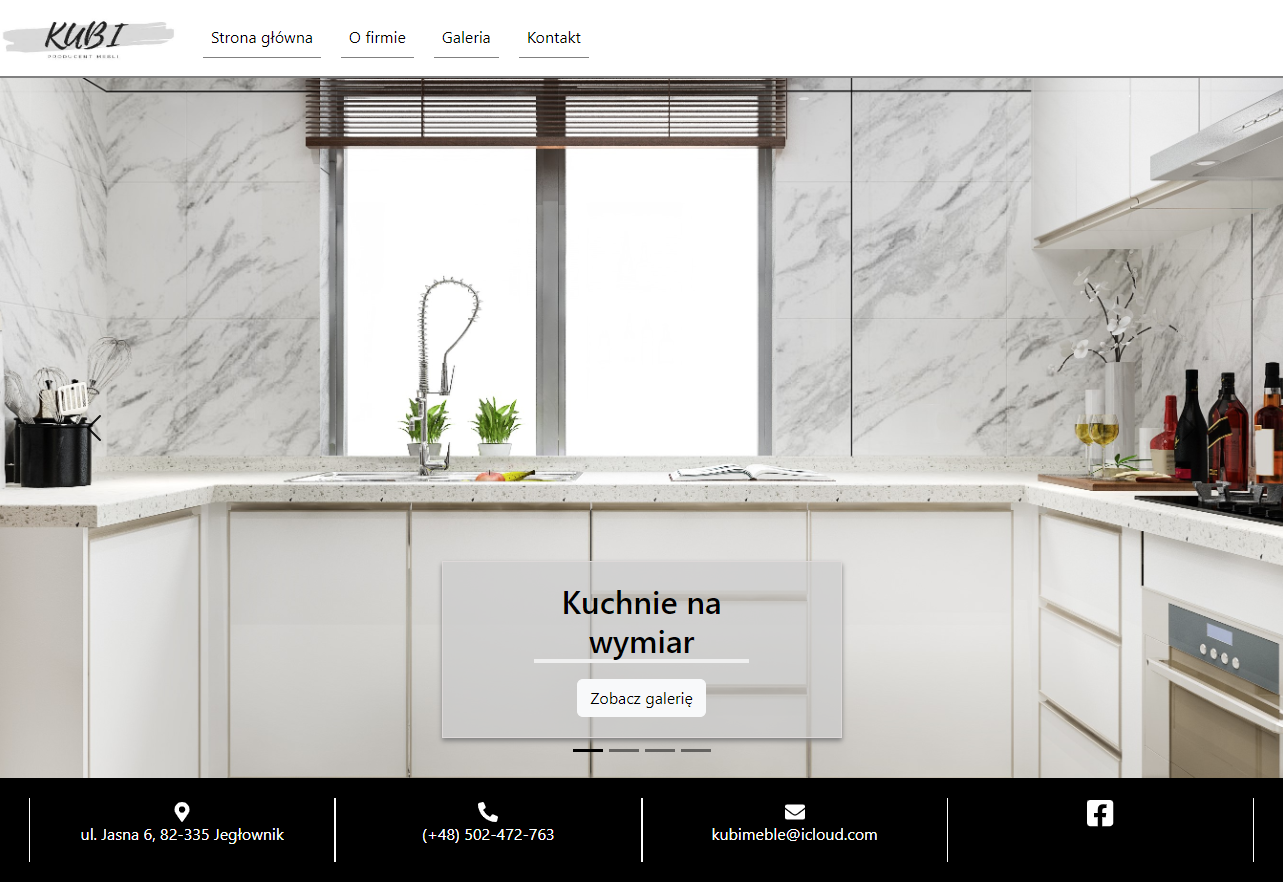 KUBI
PRODUCENT MEBLI
Strona główna
O firmie
Galeria
Kontakt
Kuchnie na
wymiar
Zobacz galerię
ul. Jasna 6, 82-335 Jegłownik
(+48) 502-472-763
kubimeble@icloud.com